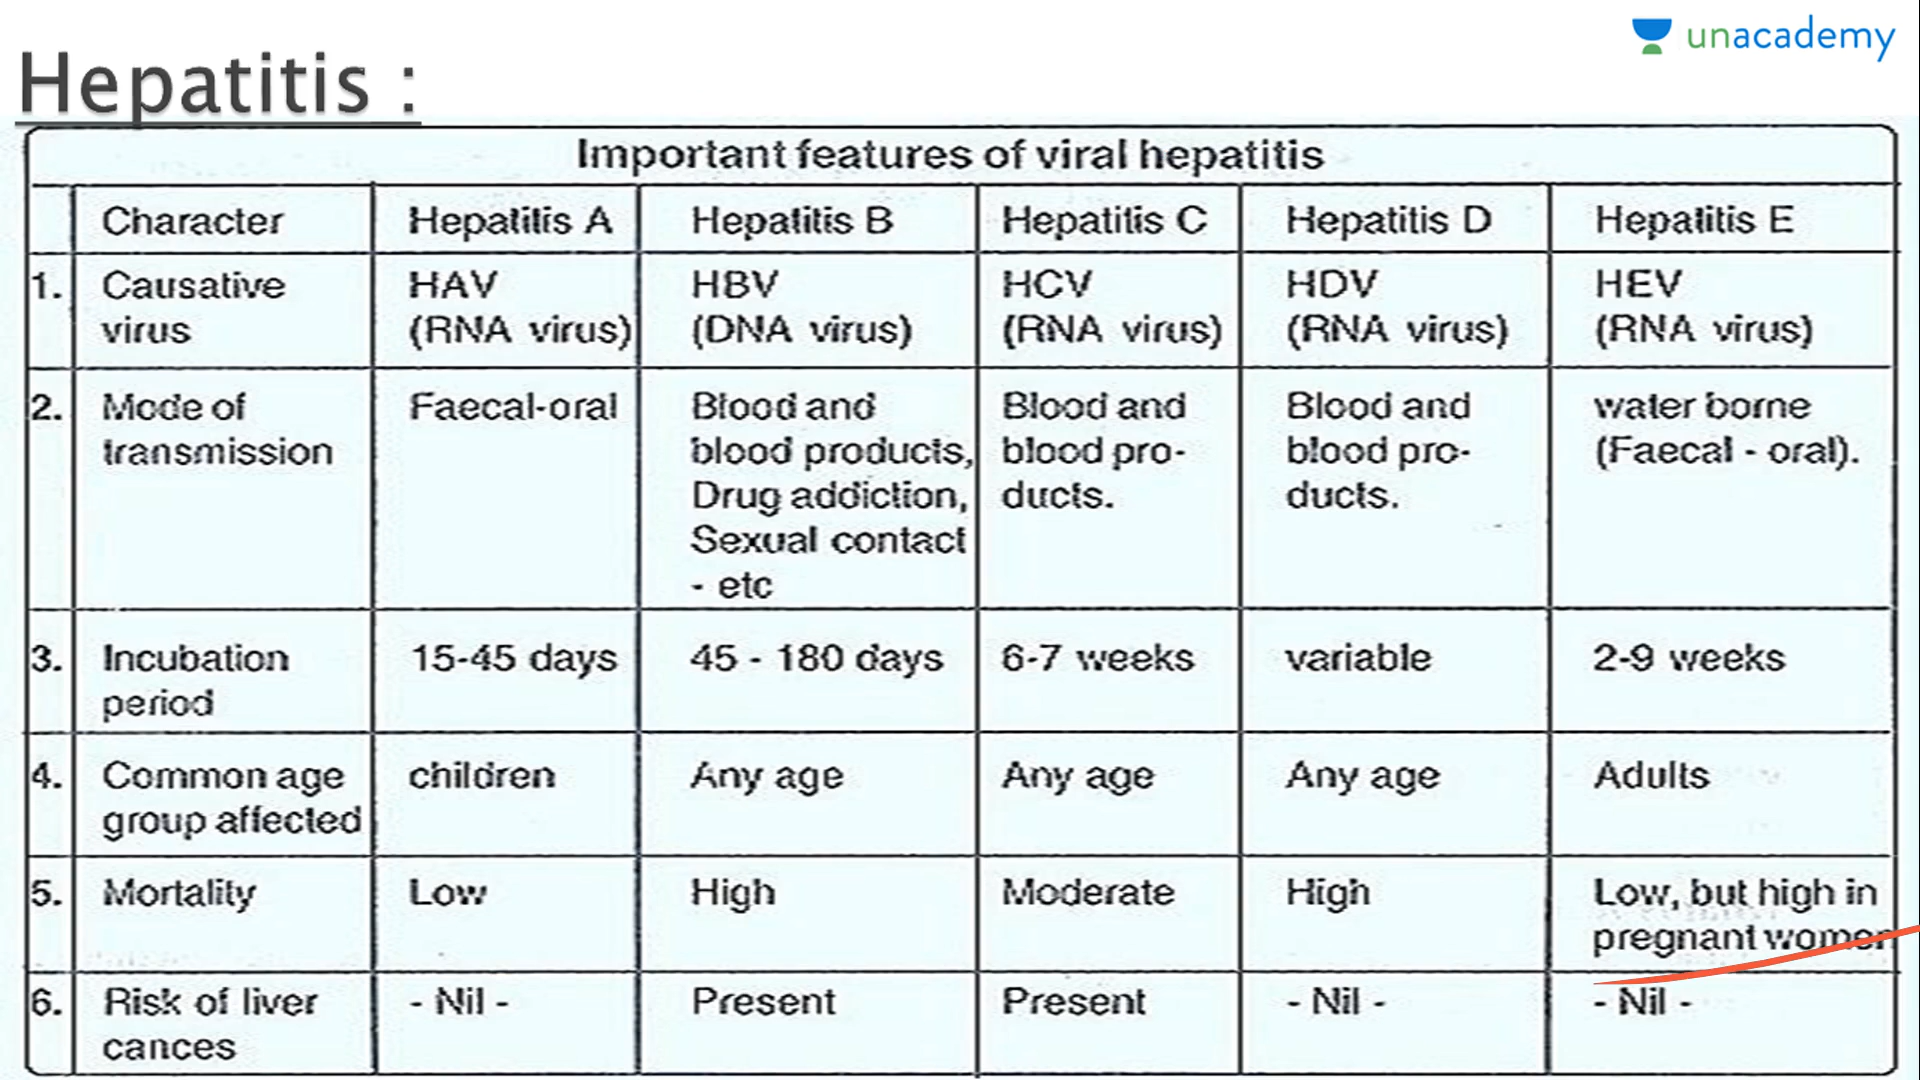 unacademy
Hepatitis :
Important features of viral hepatitis
Character Hepatitis A Hepatitis B Hepatitis C Hepatitis D Hepatitis E
1. Causative HAV HBV HCV HDV HEV
virus (RNA virus) (DNA virus) (RNA virus) (RNA virus) (RNA virus)
2. Mode of Faecal-oral Blood and Blood and Blood and water borne
transmission blood products, blood pro- blood pro- (Faecal - oral).
Drug addiction, ducts. ducts.
Sexual contact
- etc
3. Incubation 15-45 days 45 - 180 days 6-7 weeks variable 2-9 weeks
period
4. Common age children Any age Any age Any age Adults
group affected
5. Mortality Low High Moderate High Low, but high in
pregnant women
6. Risk of liver - Nil - Present Present - Nil - - Nil -
cances